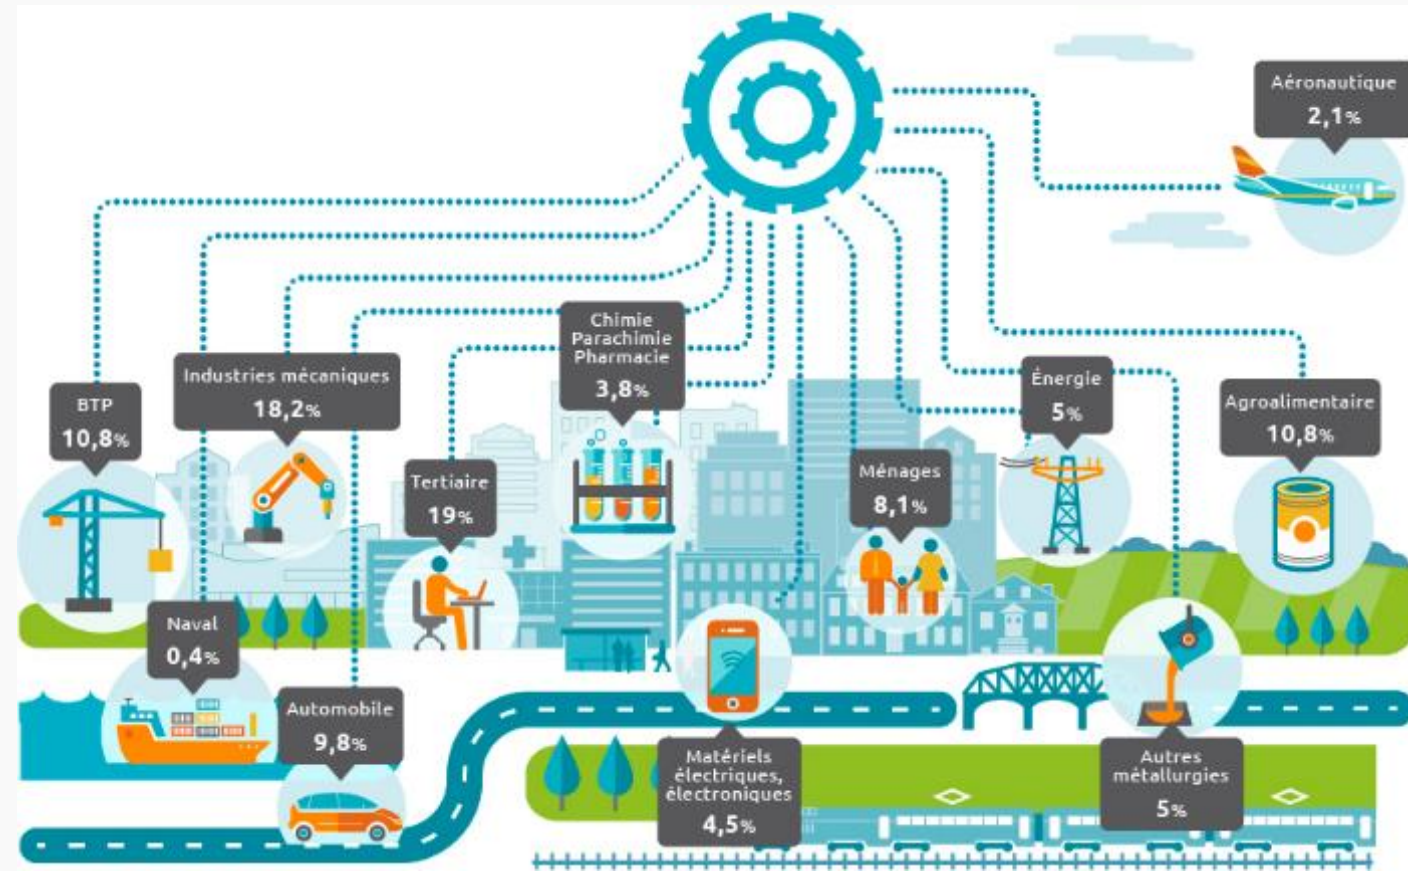 Aéronautique
2,1%
Chimie
Parachimie
Pharmacie
3,8%
Industries mécaniques
18,2%
BTP
10,8%
Énergie
5%
Agroalimentaire
10,8%
Tertiaire
19%
Ménages
8,1%
Naval
0,4%
Automobile
9,8%
Matériels
électriques,
électroniques
4,5%
Autres
métallurgies
5%